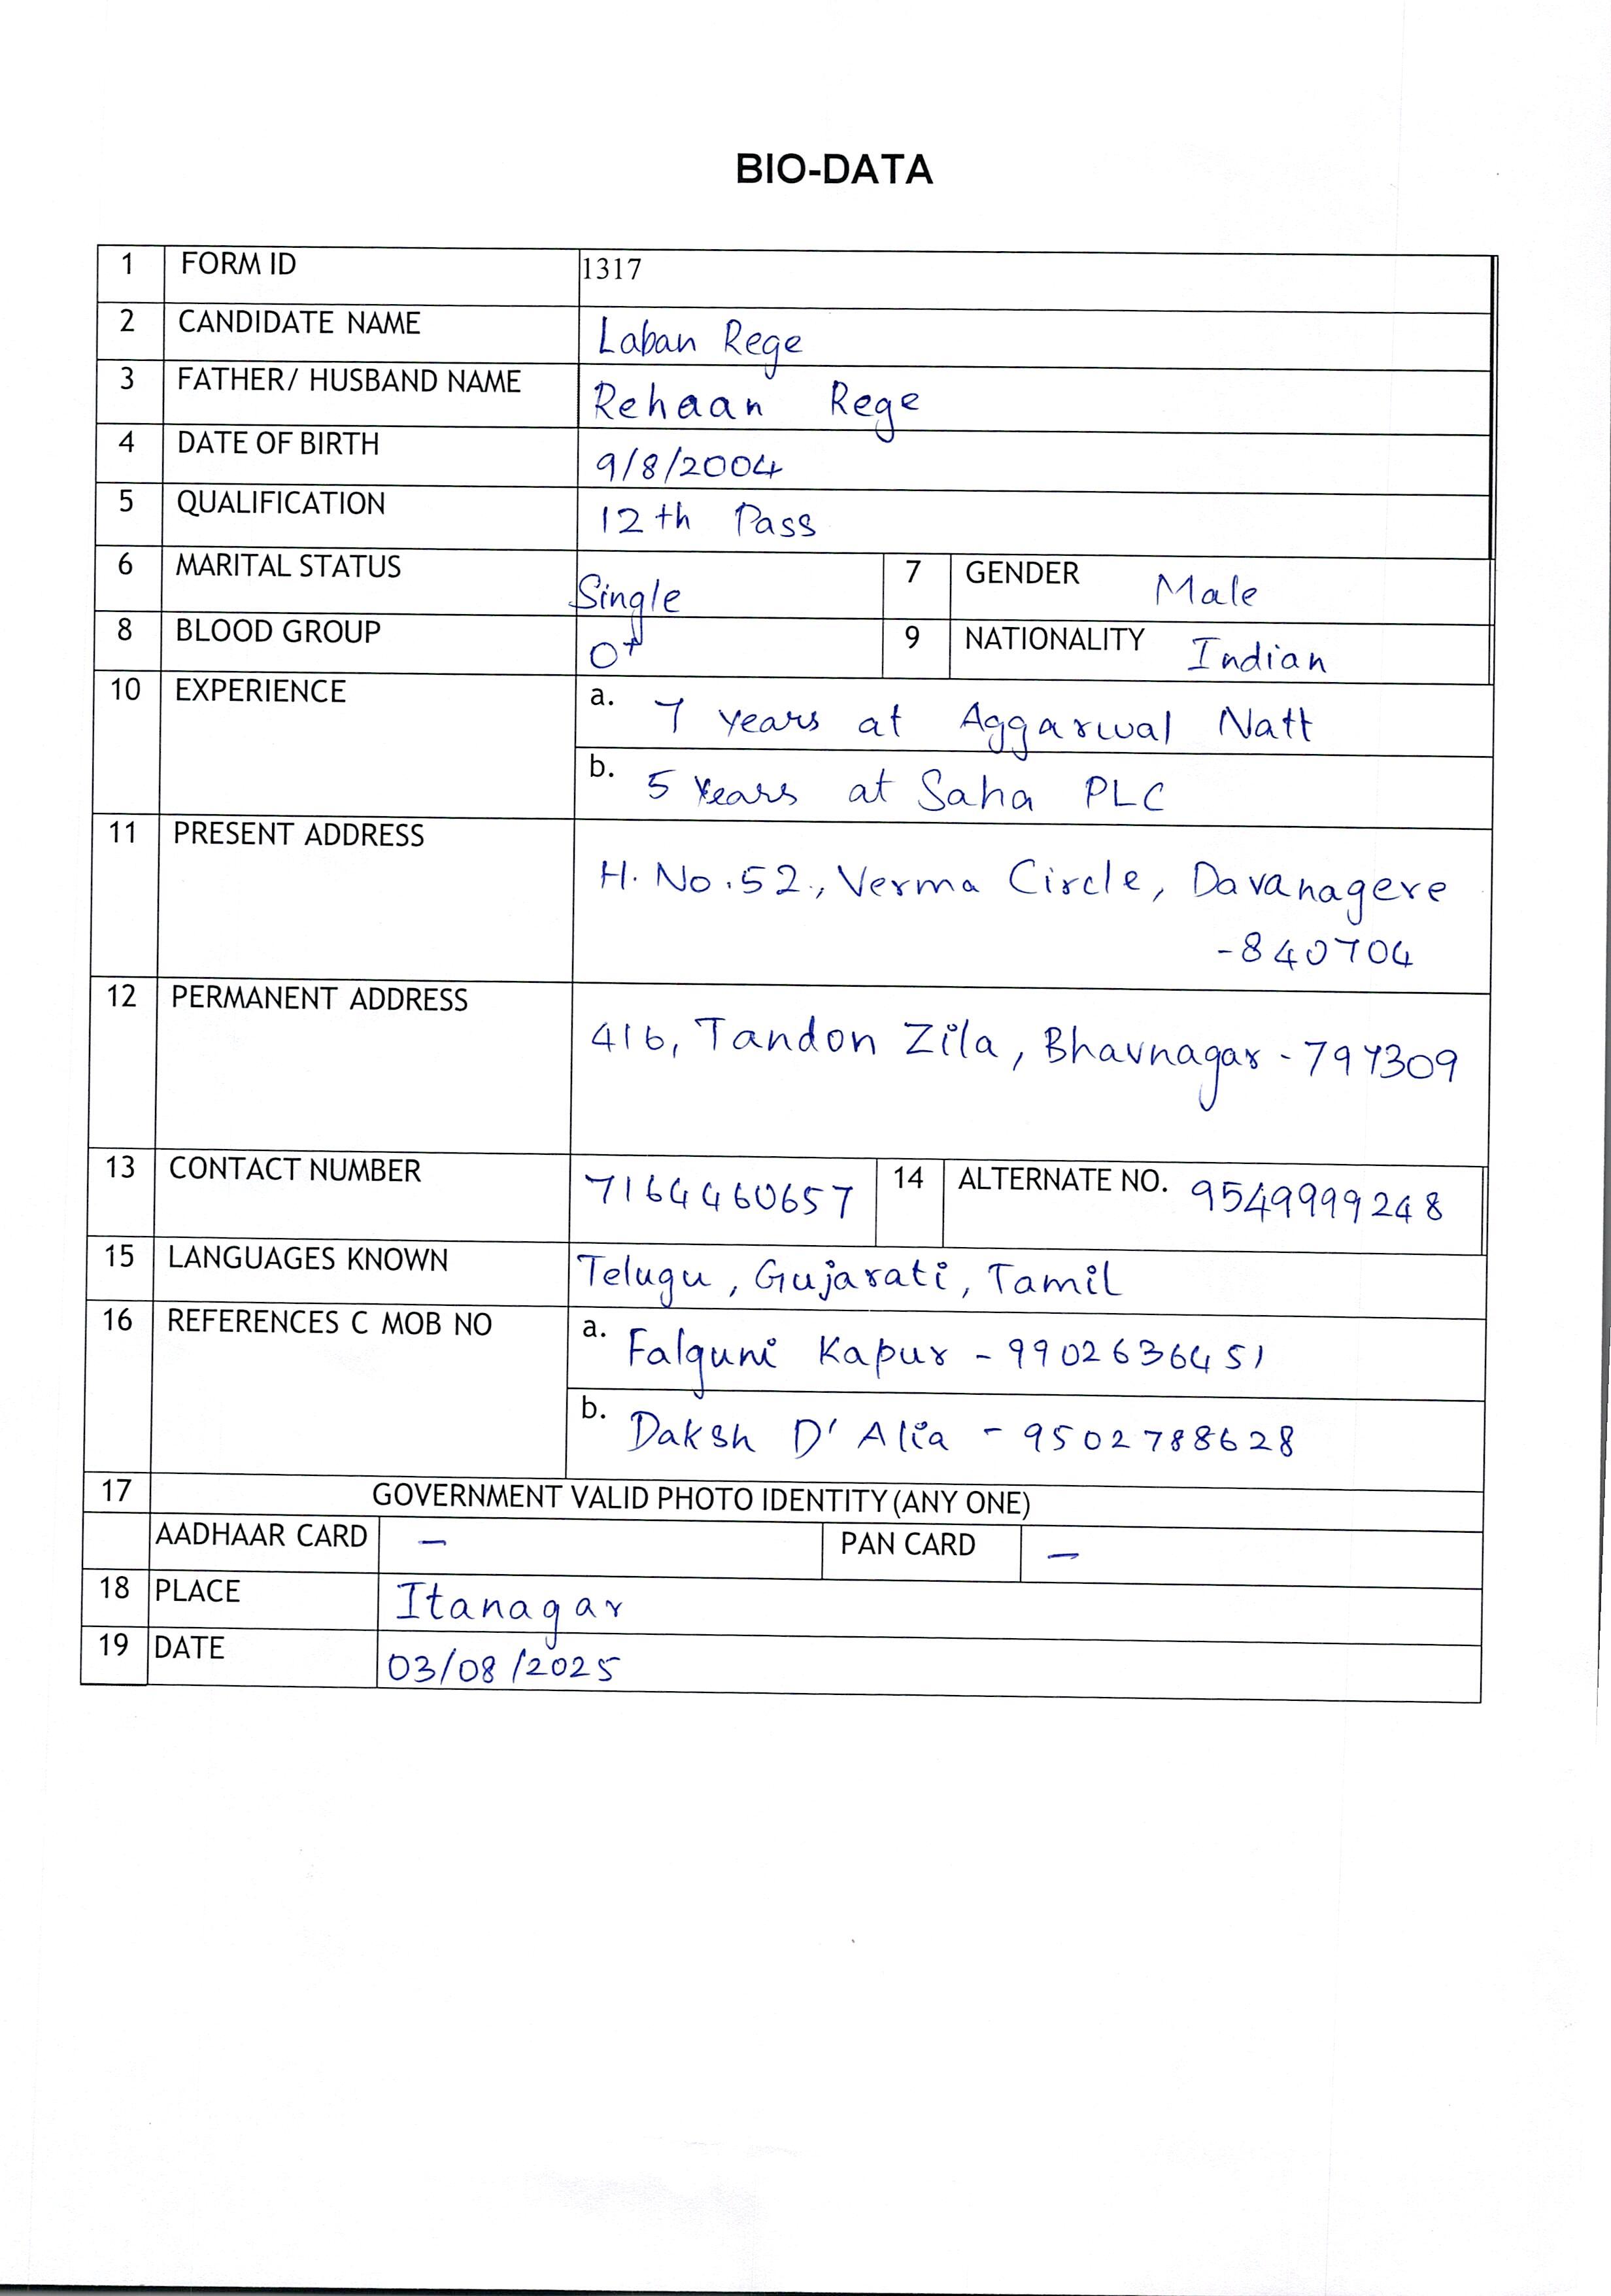 BIO-DATA
1 FORM ID 1317
2 CANDIDATE NAME Laban Rege
3 FATHER/ HUSBAND NAME Rehaan Rege
4 DATE OF BIRTH 9/8/2004
5 QUALIFICATION 12th Pass
6 MARITAL STATUS Single 7 GENDER Male
8 BLOOD GROUP O+ 9 NATIONALITY Indian
10 EXPERIENCE a. 7 years at Aggarwal Natt
b. 5 Years at Saha PLC
11 PRESENT ADDRESS H. No.52., Verma Circle, Davanagere
-840704
12 PERMANENT ADDRESS 416, Tandon Zila, Bhavnagar - 797309
13 CONTACT NUMBER 7164460657 14 ALTERNATE NO. 9549999248
15 LANGUAGES KNOWN Telugu, Gujarati, Tamil
16 REFERENCES C MOB NO a. Falguni Kapur - 9902636451
b. Daksh D' Alia - 9502788628
17 GOVERNMENT VALID PHOTO IDENTITY (ANY ONE)
AADHAAR CARD - PAN CARD -
18 PLACE Itanagar
19 DATE 03/08/2025